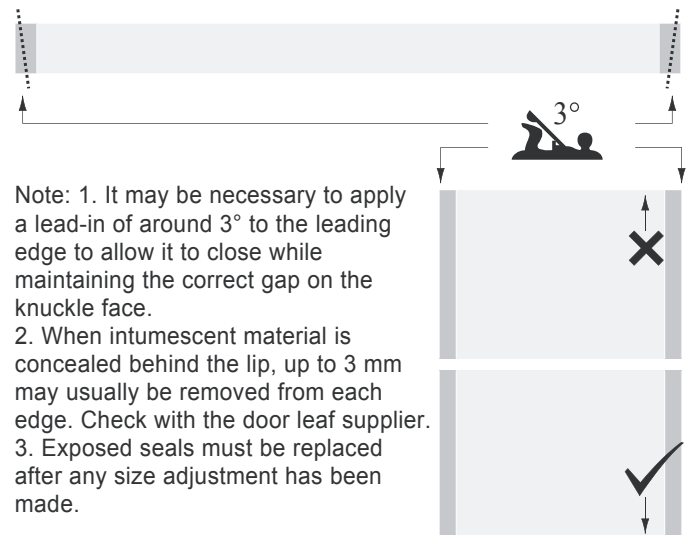 3°
Note: 1. It may be necessary to apply
a lead-in of around 3° to the leading
edge to allow it to close while
maintaining the correct gap on the
knuckle face.
2. When intumescent material is
concealed behind the lip, up to 3 mm
may usually be removed from each
edge. Check with the door leaf supplier.
3. Exposed seals must be replaced
after any size adjustment has been
made.